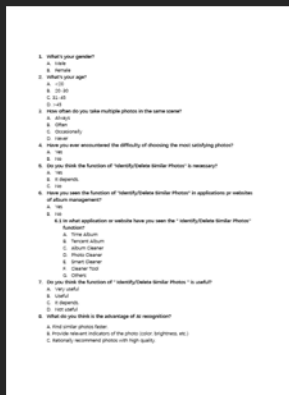 1. What's your gender?
A. Male
B. Female
2. What's your age?
A. <20
B. 20-30
C. 31-45
D. >45
3. How often do you take multiple photos in the same scene?
A. Always
B. Often
C. Occasionally
D. Never
4. Have you ever encountered the difficulty of choosing the most satisfying photos?
A. Yes
B. No
5. Do you think the function of "Identify/Delete Similar Photos" is necessary?
A. Yes
B. It depends.
C. No
6. Have you seen the function of "Identify/Delete Similar Photos" in applications or websites
of album management?
A. Yes
B. No
6.1 In what application or website have you seen the " Identify/Delete Similar Photos"
function?
A. Time Album
B. Tencent Album
C. Album Cleaner
D. Photo Cleaner
E. Smart Cleaner
F. Cleaner Tool
G. Others
7. Do you think the function of " Identify/Delete Similar Photos " is useful?
A. Very useful
B. Useful
C. It depends.
D. Not useful
8. What do you think is the advantage of AI recognition?
A. Find similar photos faster.
B. Provide relevant indicators of the photo (color, brightness, etc.)
C. Rationally recommend photos with high quality.